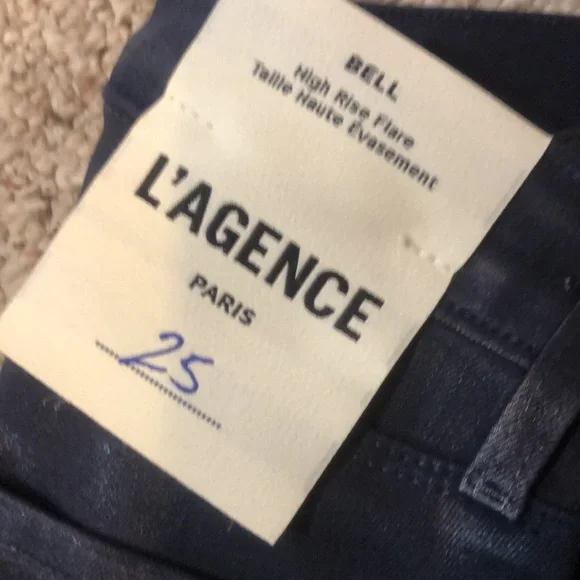 BELL
High Rise Flare
Taille Haute Évasement
L'AGENCE
PARIS
25